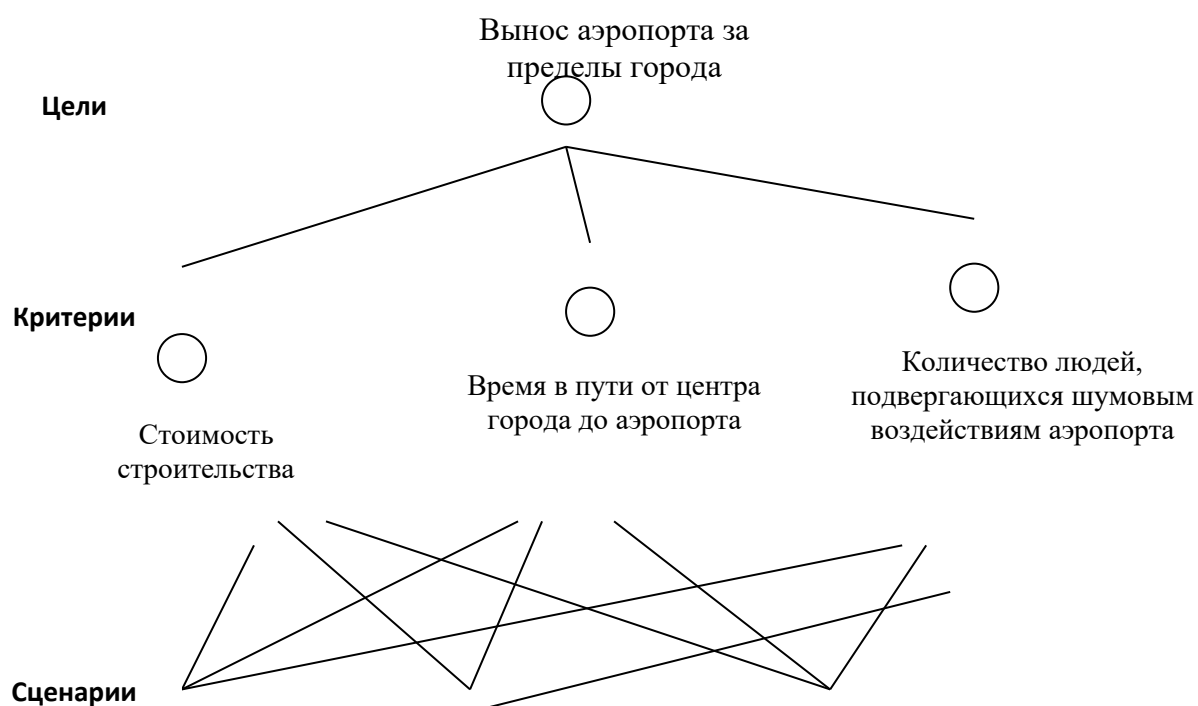 Вынос аэропорта за
пределы города
Цели
Критерии
Стоимость
строительства
Время в пути от центра
города до аэропорта
Количество людей,
подвергающихся шумовым
воздействиям аэропорта
Сценарии